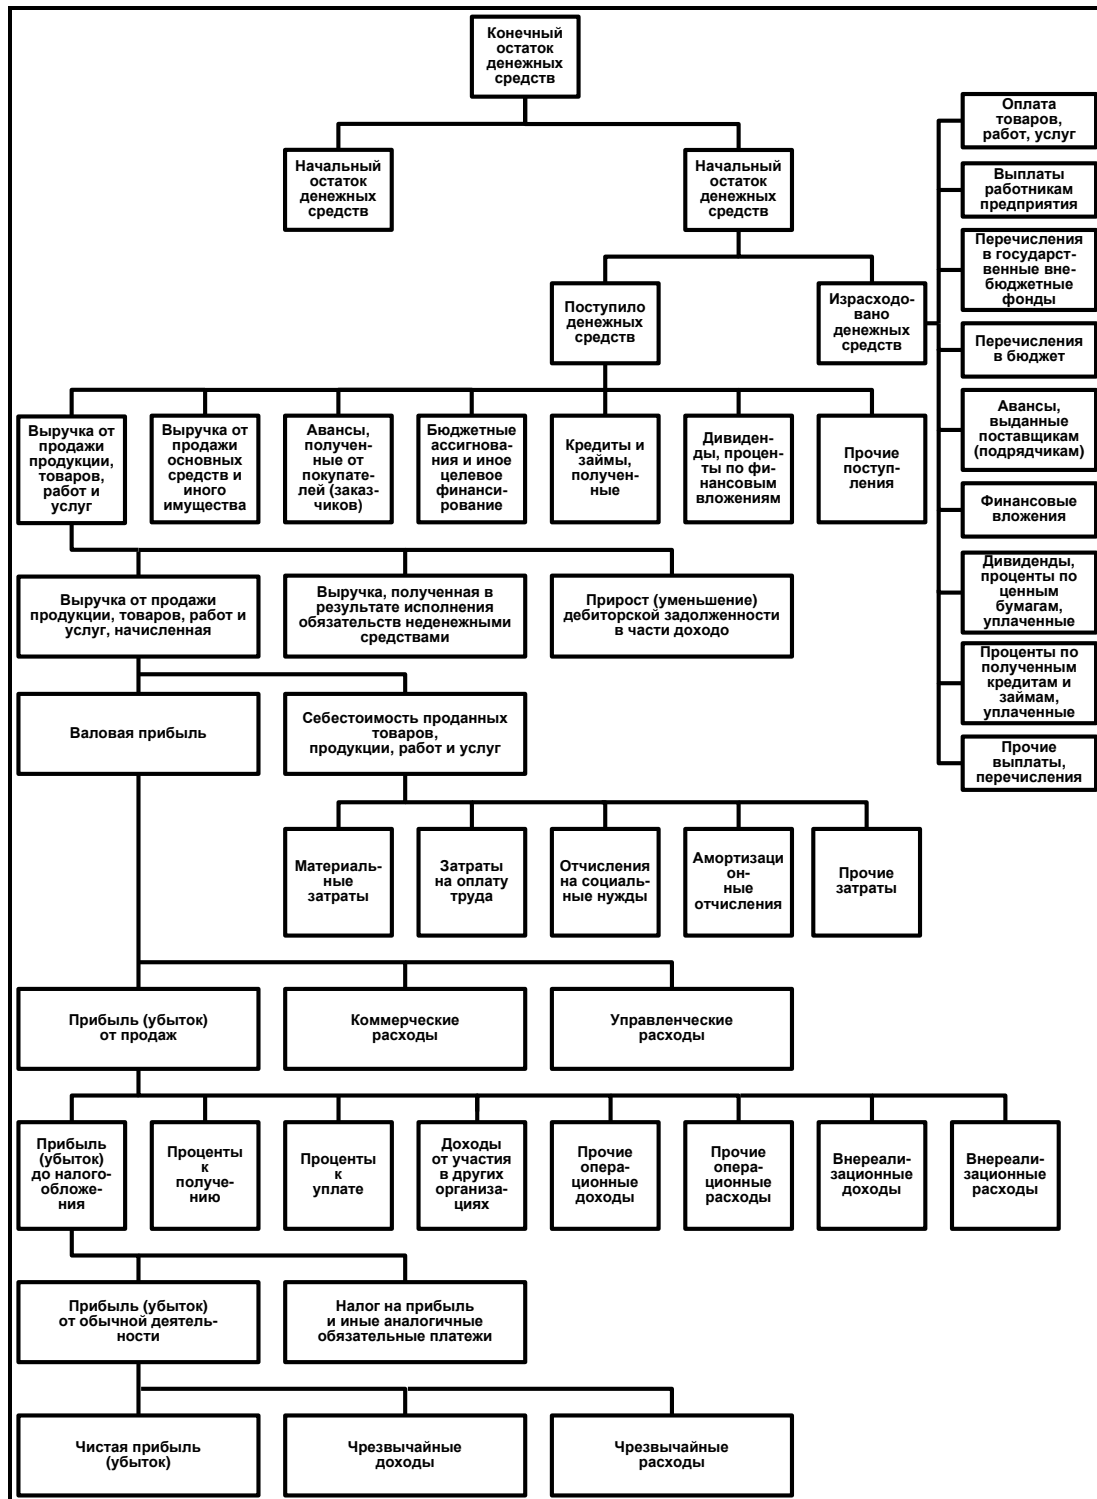 Конечный
остаток
денежных
средств
Начальный
остаток
денежных
средств
Начальный
остаток
денежных
средств
Поступило
денежных
средств
Израсходо-
вано
денежных
средств
Оплата
товаров,
работ, услуг
Выплаты
работникам
предприятия
Перечисления
в государст-
венные вне-
бюджетные
фонды
Перечисления
в бюджет
Авансы,
выданные
поставщикам
(подрядчикам)
Финансовые
вложения
Дивиденды,
проценты по
ценным
бумагам,
уплаченные
Проценты по
полученным
кредитам и
займам,
уплаченные
Прочие
выплаты,
перечисления
Выручка от
продажи
продукции,
товаров,
работ и
услуг
Выручка от
продажи
основных
средств и
иного
имущества
Авансы,
получен-
ные от
покупате-
лей (заказ-
чиков)
Бюджетные
ассигнова-
ния и иное
целевое
финанси-
рование
Кредиты и
займы,
получен-
ные
Дивиден-
ды, процен-
ты по фи-
нансовым
вложениям
Прочие
поступ-
ления
Выручка от продажи
продукции, товаров, работ и
услуг, начисленная
Выручка, полученная в
результате исполнения
обязательств неденежными
средствами
Прирост (уменьшение)
дебиторской задолженности
в части доходо
Валовая прибыль
Себестоимость проданных
товаров,
продукции, работ и услуг
Материаль-
ные
затраты
Затраты
на оплату
труда
Отчисления
на социаль-
ные нужды
Амортизаци
он-
ные
отчисления
Прочие
затраты
Прибыль (убыток)
от продаж
Коммерческие
расходы
Управленческие
расходы
Прибыль
(убыток)
до налого-
обложе-
ния
Проценты
к
получе-
нию
Проценты
к
уплате
Доходы
от участия
в других
организа-
циях
Прочие
опера-
ционные
доходы
Прочие
опера-
ционные
расходы
Внереали-
зационные
доходы
Внереали-
зационные
расходы
Прибыль (убыток)
от обычной деятель-
ности
Налог на прибыль
и иные аналогичные
обязательные платежи
Чистая прибыль
(убыток)
Чрезвычайные
доходы
Чрезвычайные
расходы